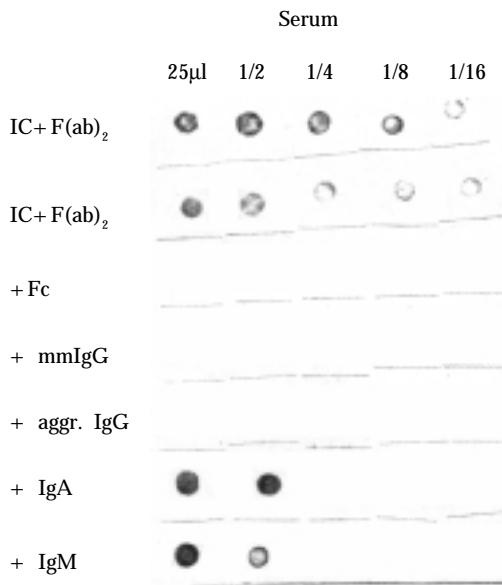 Serum
25µl 1/2 1/4 1/8 1/16
IC+ F(ab)₂
IC+ F(ab)₂
+ Fc
+ mmIgG
+ aggr. IgG
+ IgA
+ IgM